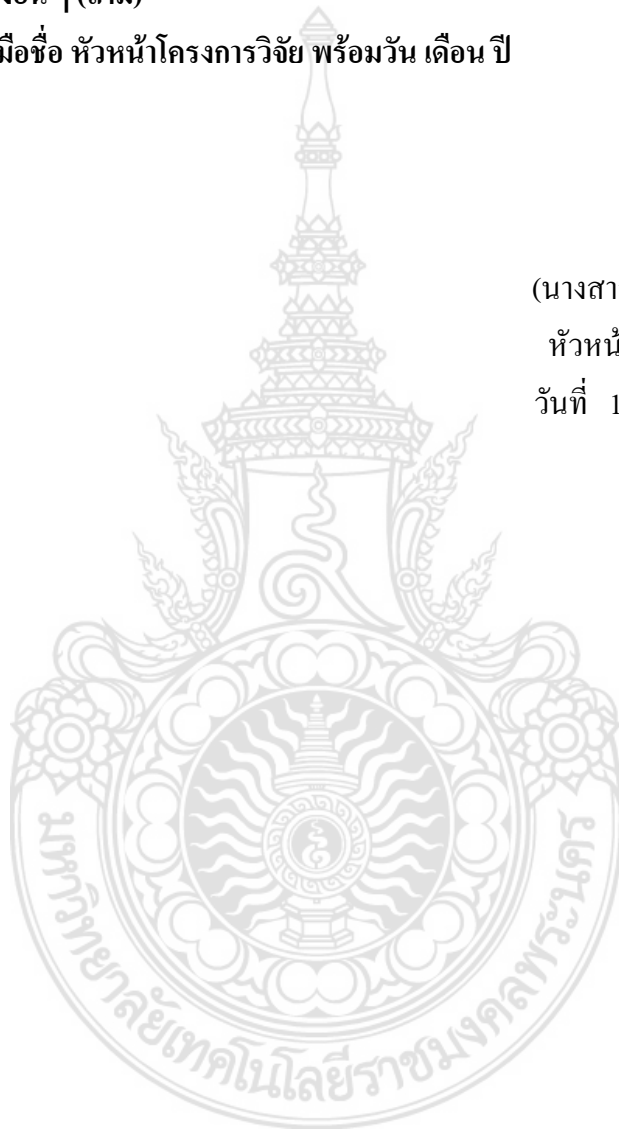 (ถ้ามี)
มือชื่อ หัวหน้าโครงการวิจัย พร้อมวัน เดือน ปี
(นางสา
หัวหน้
วันที่ 1
มหาวิทยาลัยเทคโนโลยีราชมงคลพระนคร